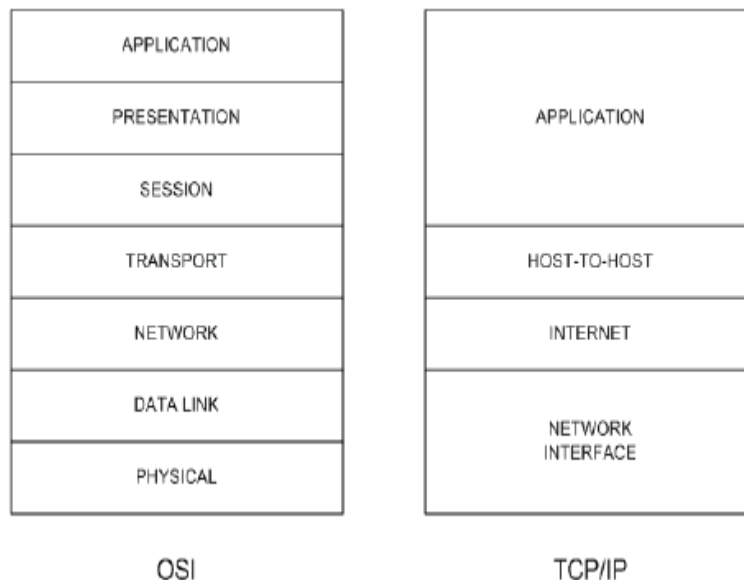 APPLICATION
PRESENTATION
SESSION
TRANSPORT
NETWORK
DATA LINK
PHYSICAL
OSI
APPLICATION
HOST-TO-HOST
INTERNET
NETWORK
INTERFACE
TCP/IP